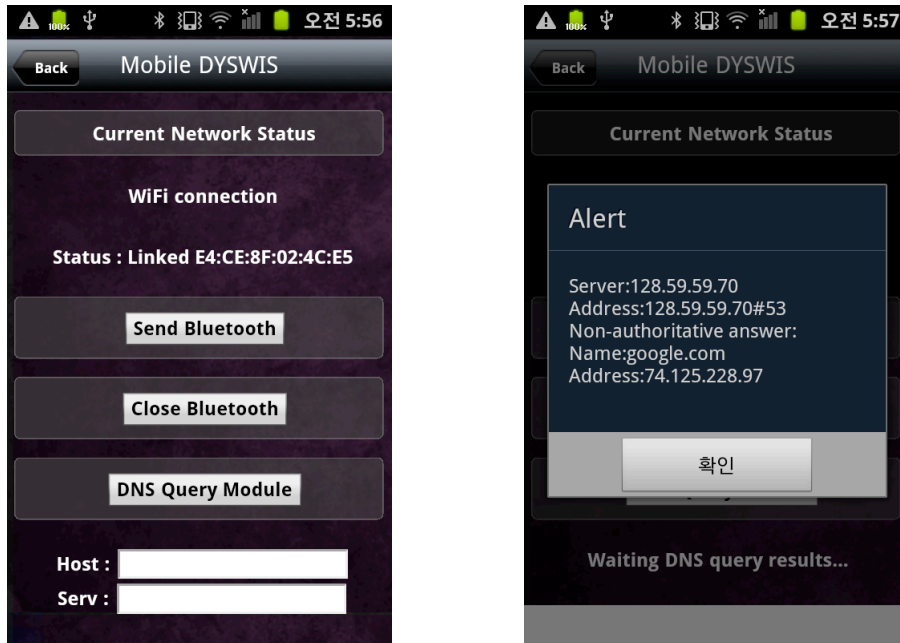 100% 오전 5:56
Back Mobile DYSWIS
Current Network Status
WiFi connection
Status : Linked E4:CE:8F:02:4C:E5
Send Bluetooth
Close Bluetooth
DNS Query Module
Host :
Serv :
100% 오전 5:57
Back Mobile DYSWIS
Current Network Status
Alert
Server:128.59.59.70
Address:128.59.59.70#53
Non-authoritative answer:
Name:google.com
Address:74.125.228.97
확인
Waiting DNS query results...